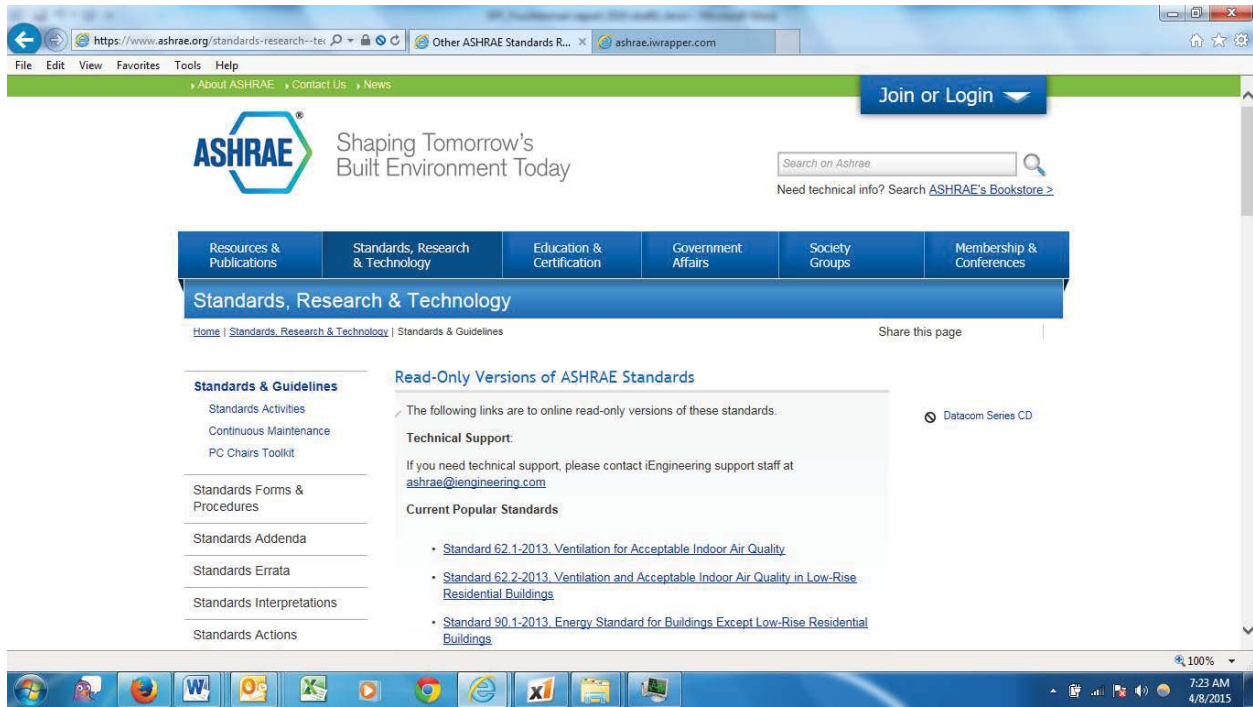 https://www.ashrae.org/standards-research--tec
Other ASHRAE Standards R...
ashrae.iwrapper.com
File Edit View Favorites Tools Help
About ASHRAE Contact Us News
Join or Login
ASHRAE®
Shaping Tomorrow's
Built Environment Today
Search on Ashrae
Need technical info? Search ASHRAE's Bookstore >
Resources & Publications
Standards, Research & Technology
Education & Certification
Government Affairs
Society Groups
Membership & Conferences
Standards, Research & Technology
Home | Standards, Research & Technology | Standards & Guidelines
Share this page
Standards & Guidelines
Standards Activities
Continuous Maintenance
PC Chairs Toolkit
Standards Forms &
Procedures
Standards Addenda
Standards Errata
Standards Interpretations
Standards Actions
Read-Only Versions of ASHRAE Standards
The following links are to online read-only versions of these standards.
Technical Support:
If you need technical support, please contact iEngineering support staff at
ashrae@iengineering.com
Current Popular Standards
• Standard 62.1-2013, Ventilation for Acceptable Indoor Air Quality
• Standard 62.2-2013, Ventilation and Acceptable Indoor Air Quality in Low-Rise
Residential Buildings
• Standard 90.1-2013, Energy Standard for Buildings Except Low-Rise Residential
Buildings
Datacom Series CD
100%
7:23 AM
4/8/2015